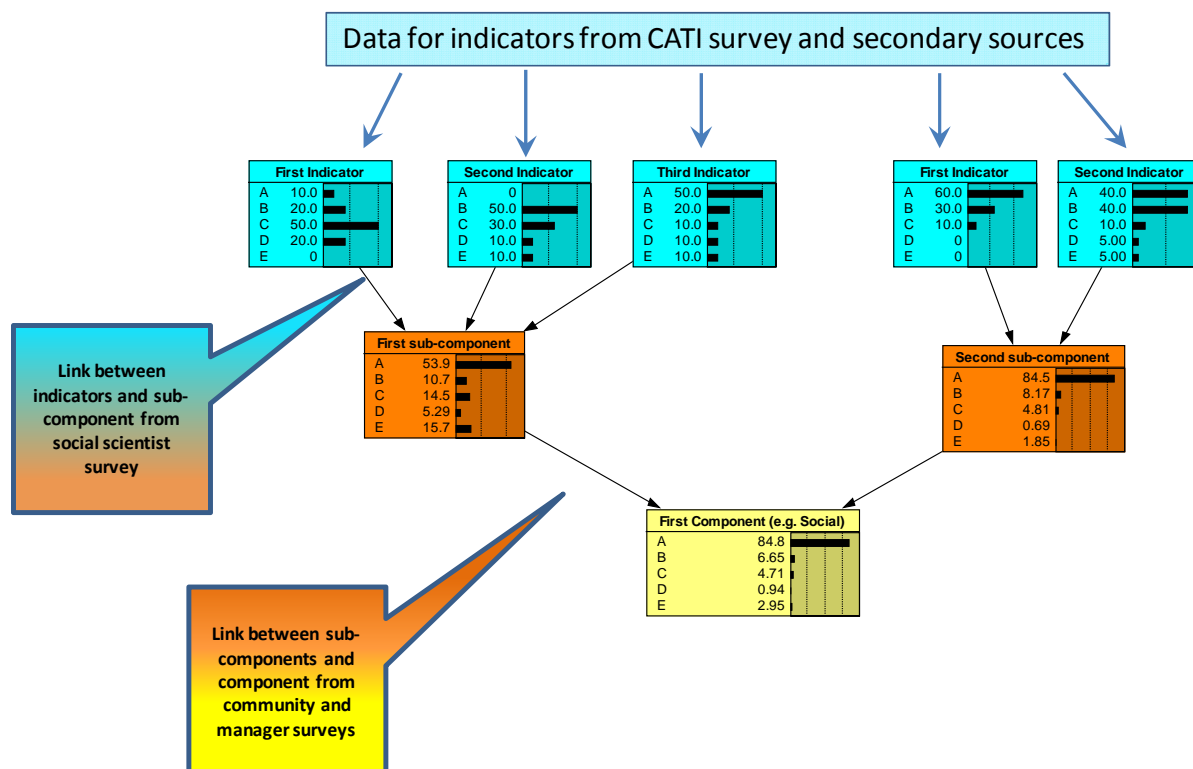 Data for indicators from CATI survey and secondary sources
First Indicator
A 10.0
B 20.0
C 50.0
D 20.0
E 0
Second Indicator
A 0
B 50.0
C 30.0
D 10.0
E 10.0
Third Indicator
A 50.0
B 20.0
C 10.0
D 10.0
E 10.0
First Indicator
A 60.0
B 30.0
C 10.0
D 0
E 0
Second Indicator
A 40.0
B 40.0
C 10.0
D 5.00
E 5.00
Link between
indicators and sub-
component from
social scientist
survey
First sub-component
A 53.9
B 10.7
C 14.5
D 5.29
E 15.7
Second sub-component
A 84.5
B 8.17
C 4.81
D 0.69
E 1.85
First Component (e.g. Social)
A 84.8
B 6.65
C 4.71
D 0.94
E 2.95
Link between sub-
components and
component from
community and
manager surveys